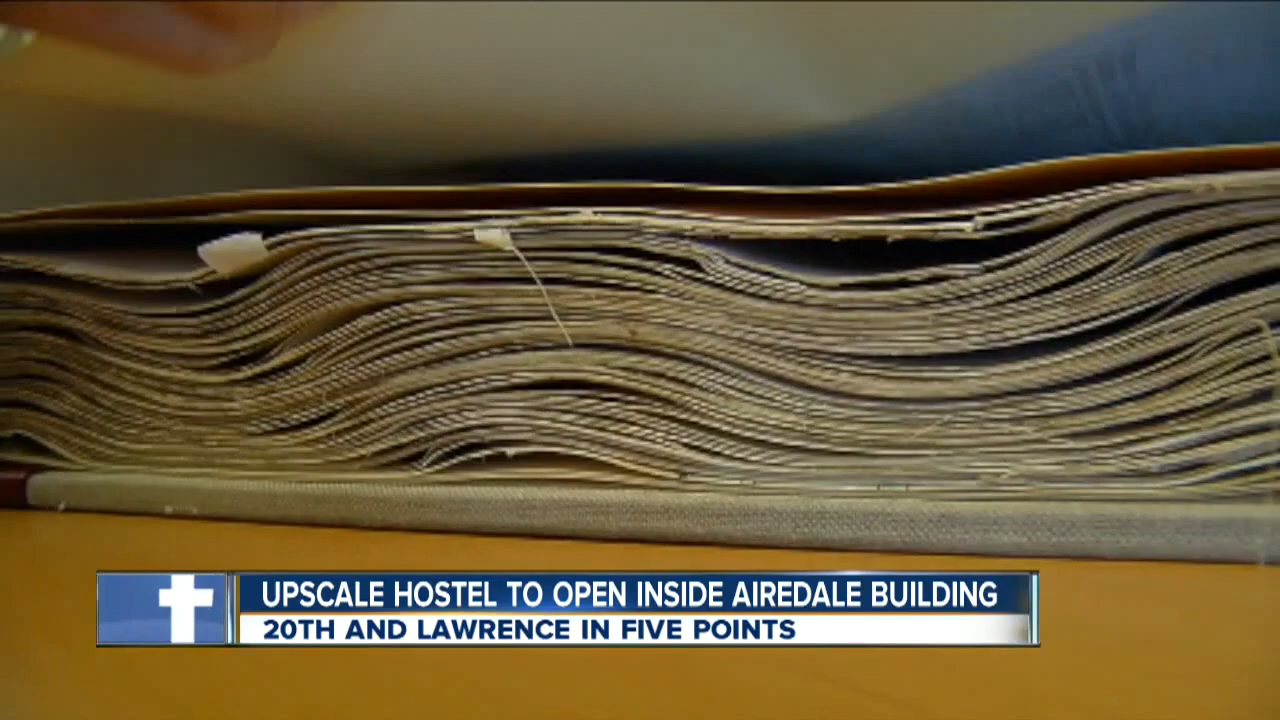 UPSCALE HOSTEL TO OPEN INSIDE AIREDALE BUILDING
20TH AND LAWRENCE IN FIVE POINTS